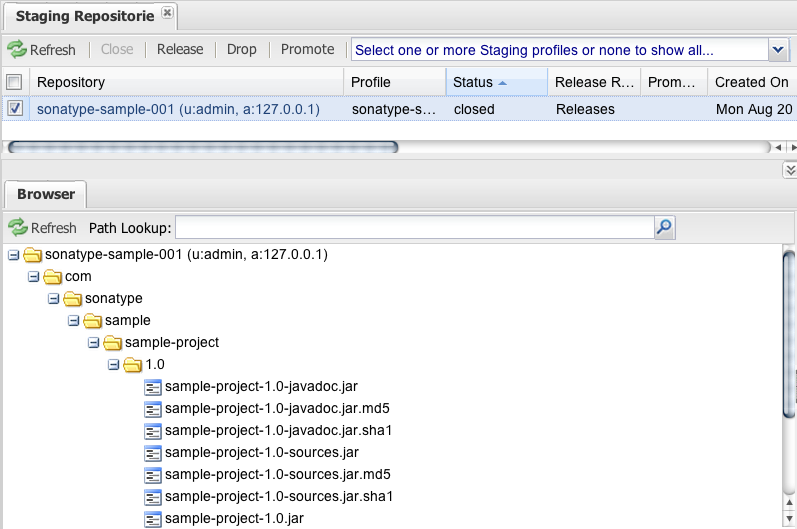 Staging Repositorie
Refresh Close Release Drop Promote Select one or more Staging profiles or none to show all...
Repository Profile Status Release R... Prom... Created On
sonatype-sample-001 (u:admin, a:127.0.0.1) sonatype-s... closed Releases Mon Aug 20
Browser
Refresh Path Lookup:
sonatype-sample-001 (u:admin, a:127.0.0.1)
com
sonatype
sample
sample-project
1.0
sample-project-1.0-javadoc.jar
sample-project-1.0-javadoc.jar.md5
sample-project-1.0-javadoc.jar.sha1
sample-project-1.0-sources.jar
sample-project-1.0-sources.jar.md5
sample-project-1.0-sources.jar.sha1
sample-project-1.0.jar